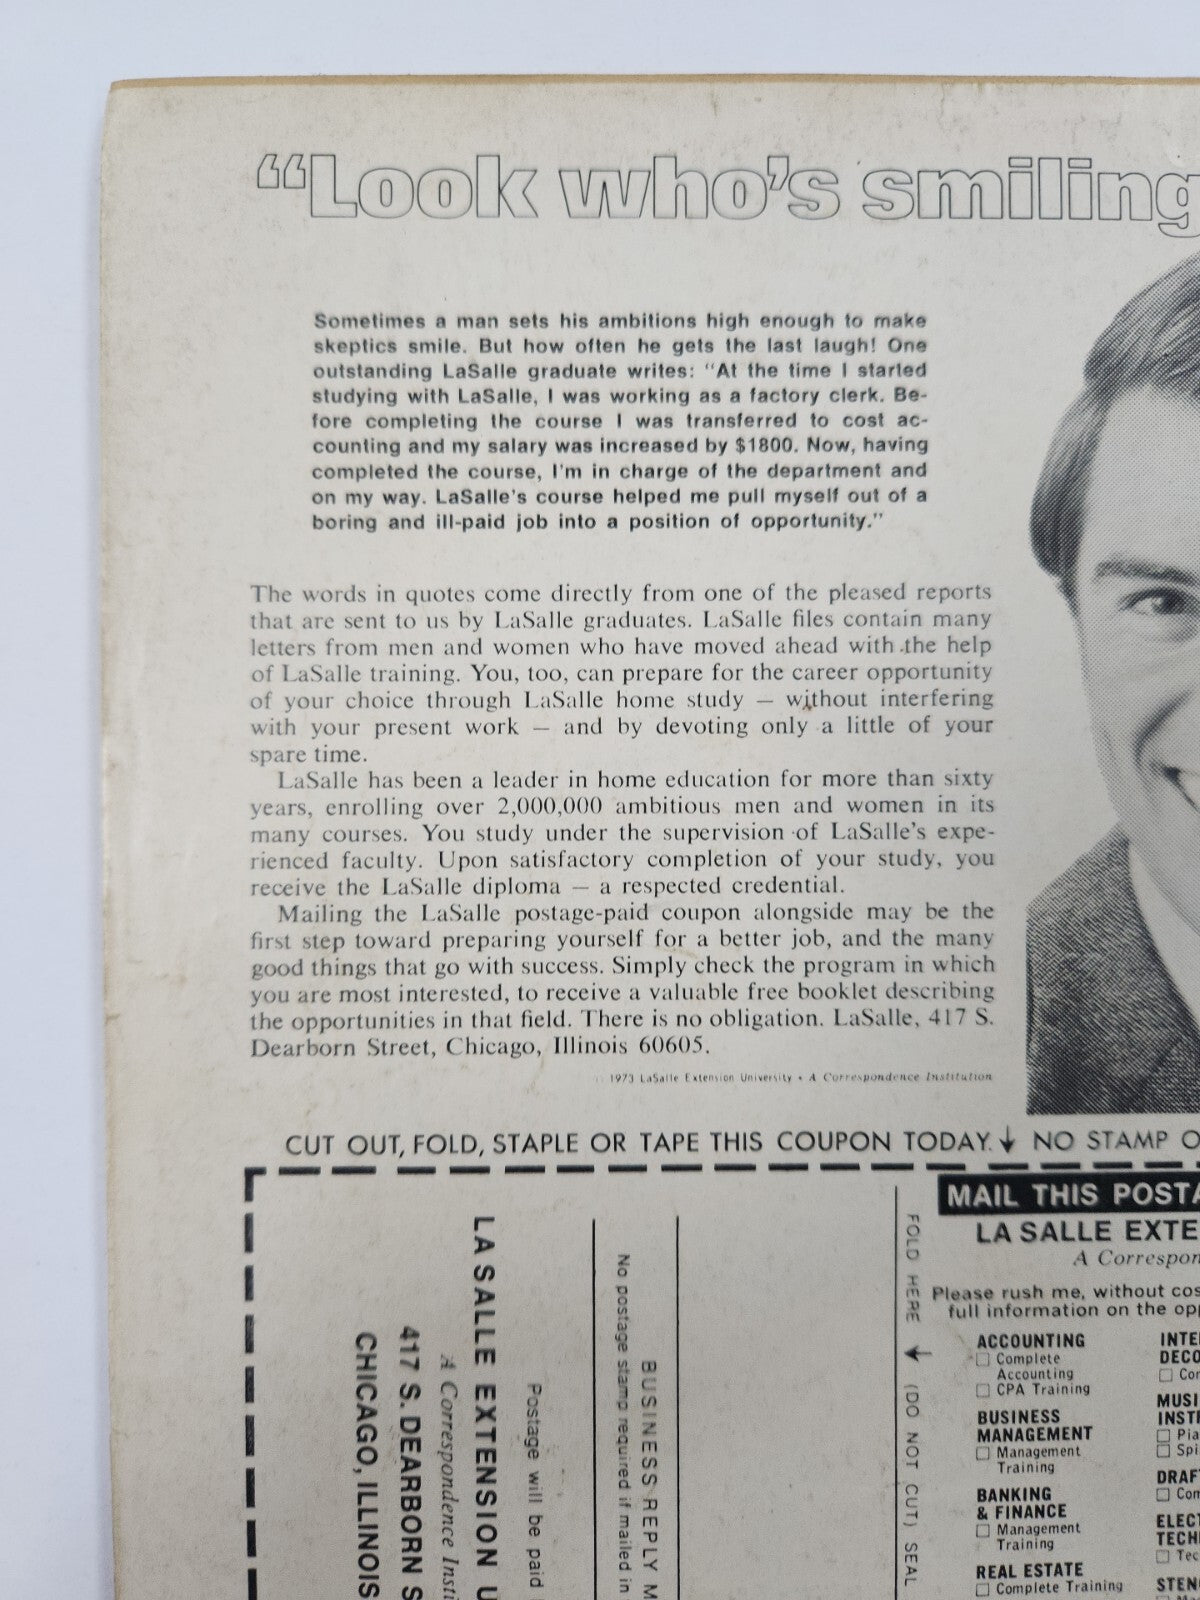 "Look who's smiling
Sometimes a man sets his ambitions high enough to make
skeptics smile. But how often he gets the last laugh! One
outstanding LaSalle graduate writes: "At the time I started
studying with LaSalle, I was working as a factory clerk. Be-
fore completing the course I was transferred to cost ac-
counting and my salary was increased by $1800. Now, having
completed the course, I'm in charge of the department and
on my way. LaSalle's course helped me pull myself out of a
boring and ill-paid job into a position of opportunity."
The words in quotes come directly from one of the pleased reports
that are sent to us by LaSalle graduates. LaSalle files contain many
letters from men and women who have moved ahead with the help
of LaSalle training. You, too, can prepare for the career opportunity
of your choice through LaSalle home study — without interfering
with your present work — and by devoting only a little of your
spare time.
LaSalle has been a leader in home education for more than sixty
years, enrolling over 2,000,000 ambitious men and women in its
many courses. You study under the supervision of LaSalle's expe-
rienced faculty. Upon satisfactory completion of your study, you
receive the LaSalle diploma — a respected credential.
Mailing the LaSalle postage-paid coupon alongside may be the
first step toward preparing yourself for a better job, and the many
good things that go with success. Simply check the program in which
you are most interested, to receive a valuable free booklet describing
the opportunities in that field. There is no obligation. LaSalle, 417 S.
Dearborn Street, Chicago, Illinois 60605.
1973 LaSalle Extension University • A Correspondence Institution
CUT OUT, FOLD, STAPLE OR TAPE THIS COUPON TODAY. ↓ NO STAMP
BUSINESS REPLY
No postage stamp required if mailed in
Postage will be paid
LA SALLE EXTENSION
A Correspondence
417 S. DEARBORN
CHICAGO, ILLINOIS
FOLD HERE ↓ (DO NOT CUT) SEAL
MAIL THIS
LA SALLE
A
Please rush me, without
full information on the
ACCOUNTING
☐ Complete
Accounting
☐ CPA Training
BUSINESS
MANAGEMENT
☐ Management
Training
BANKING
& FINANCE
☐ Management
Training
REAL ESTATE
☐ Complete Training